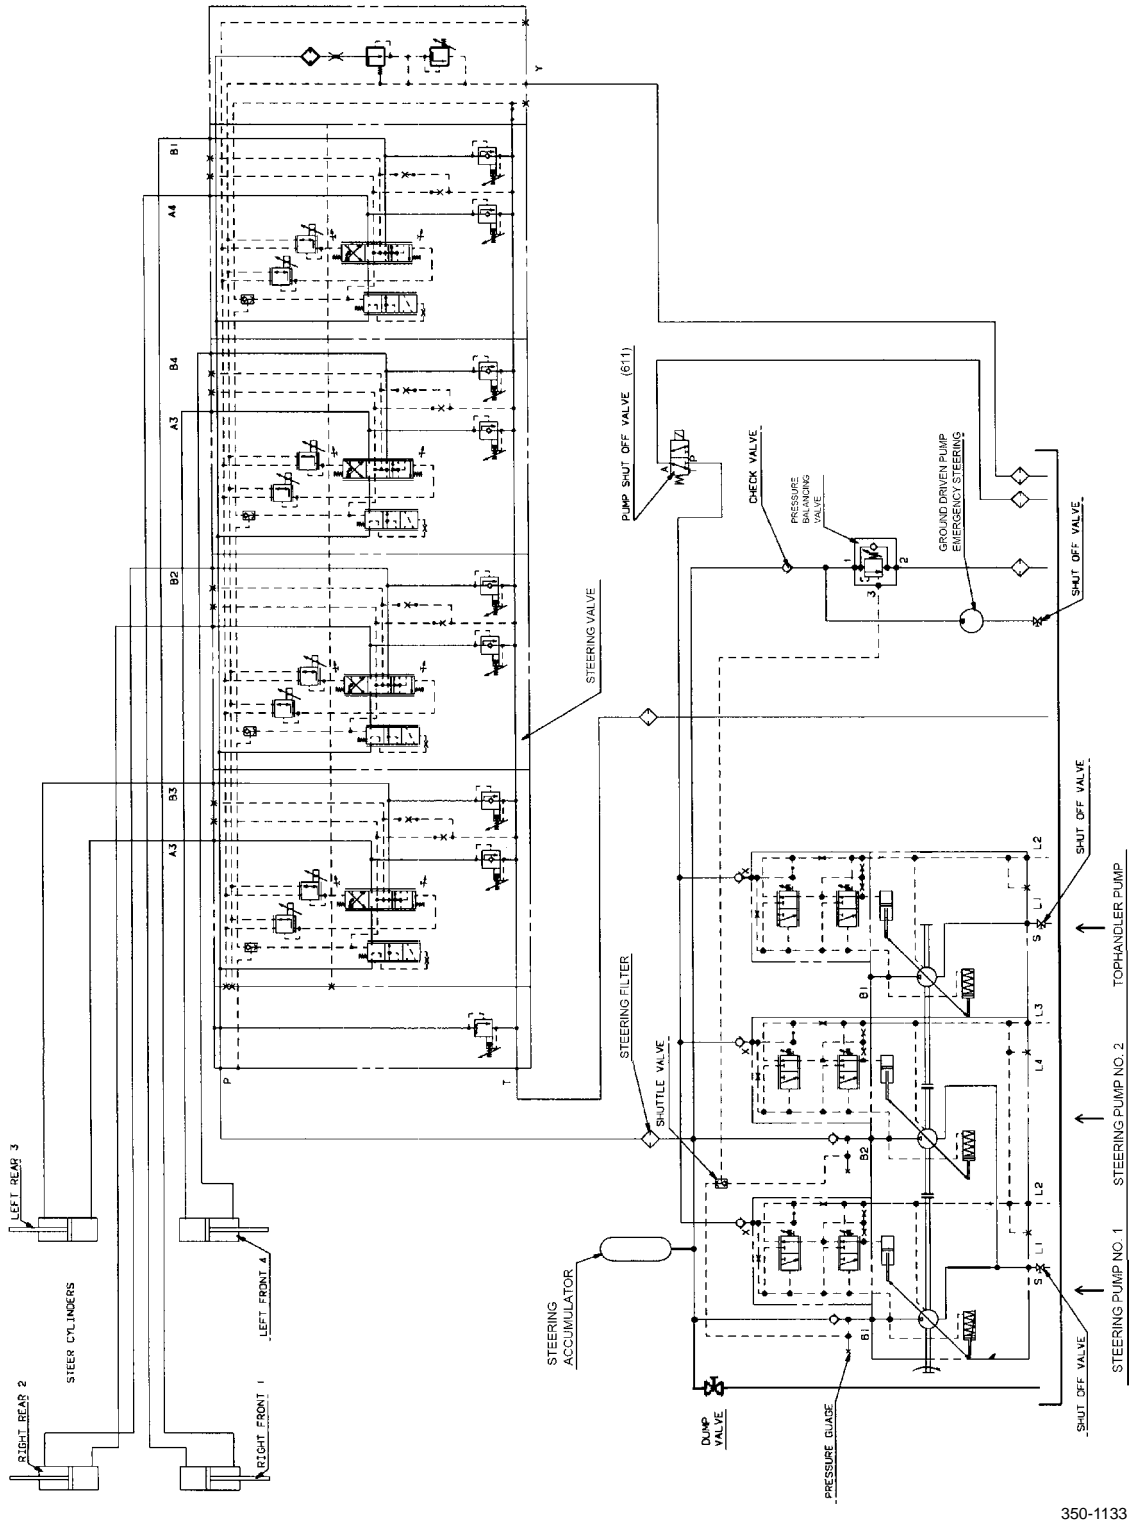 Y
B1
A4
B4
A3
B2
B3
A3
P
T
PUMP SHUT OFF VALVE (611)
A
P
CHECK VALVE
PRESSURE
BALANCING
VALVE
1
2
3
GROUND DRIVEN PUMP
EMERGENCY STEERING
SHUT OFF VALVE
STEERING VALVE
STEERING FILTER
SHUTTLE VALVE
STEERING
ACCUMULATOR
DUMP
VALVE
PRESSURE GUAGE
LEFT REAR 3
STEER CYLINDERS
LEFT FRONT 4
RIGHT REAR 2
RIGHT FRONT 1
B1
B2
B1
S
L1
L2
L4
L3
S
L1
L2
SHUT OFF VALVE
SHUT OFF VALVE
STEERING PUMP NO. 1
STEERING PUMP NO. 2
TOPHANDLER PUMP
350-1133